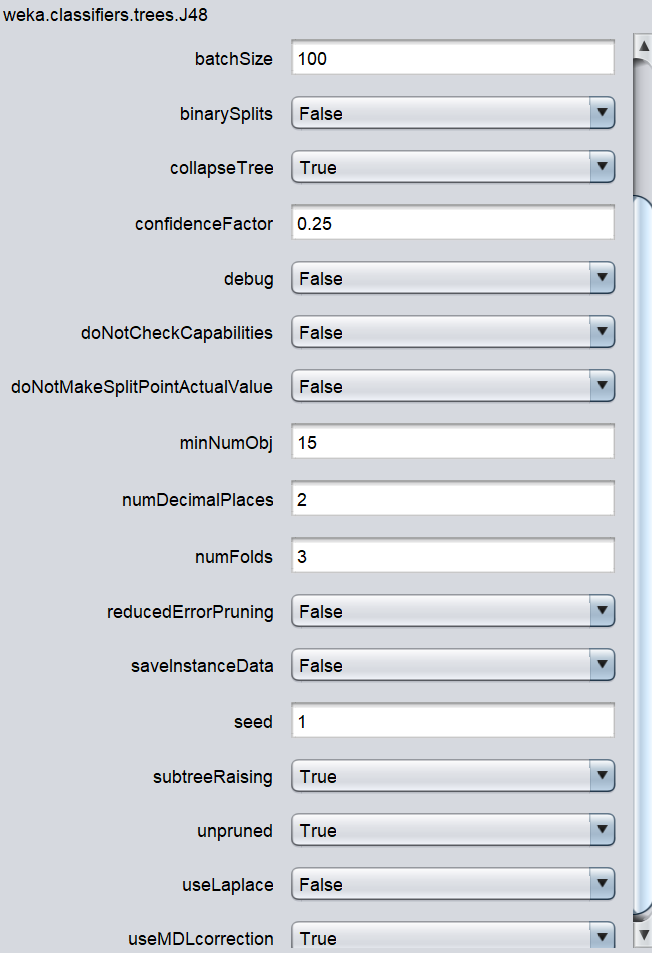 weka.classifiers.trees.J48
batchSize 100
binarySplits False
collapseTree True
confidenceFactor 0.25
debug False
doNotCheckCapabilities False
doNotMakeSplitPointActualValue False
minNumObj 15
numDecimalPlaces 2
numFolds 3
reducedErrorPruning False
saveInstanceData False
seed 1
subtreeRaising True
unpruned True
useLaplace False
useMDLcorrection True